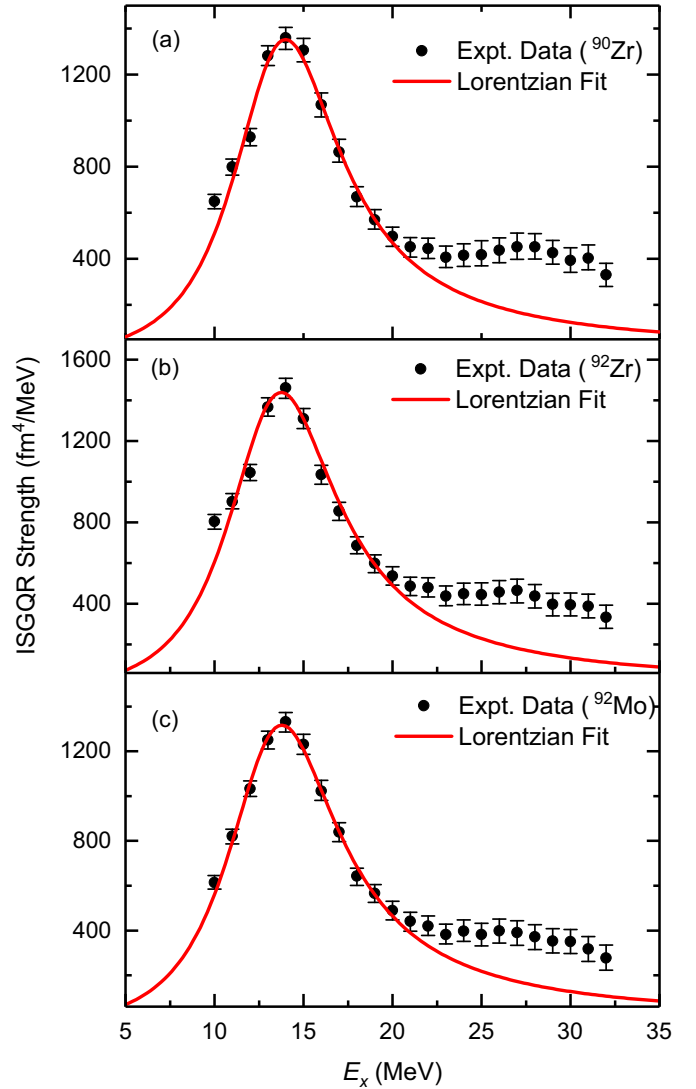 (a)
Expt. Data (⁹⁰Zr)
Lorentzian Fit
1200
800
400
(b)
Expt. Data (⁹²Zr)
Lorentzian Fit
1600
1200
800
400
ISGQR Strength (fm⁴/MeV)
(c)
Expt. Data (⁹²Mo)
Lorentzian Fit
1200
800
400
5 10 15 20 25 30 35
Eₓ (MeV)